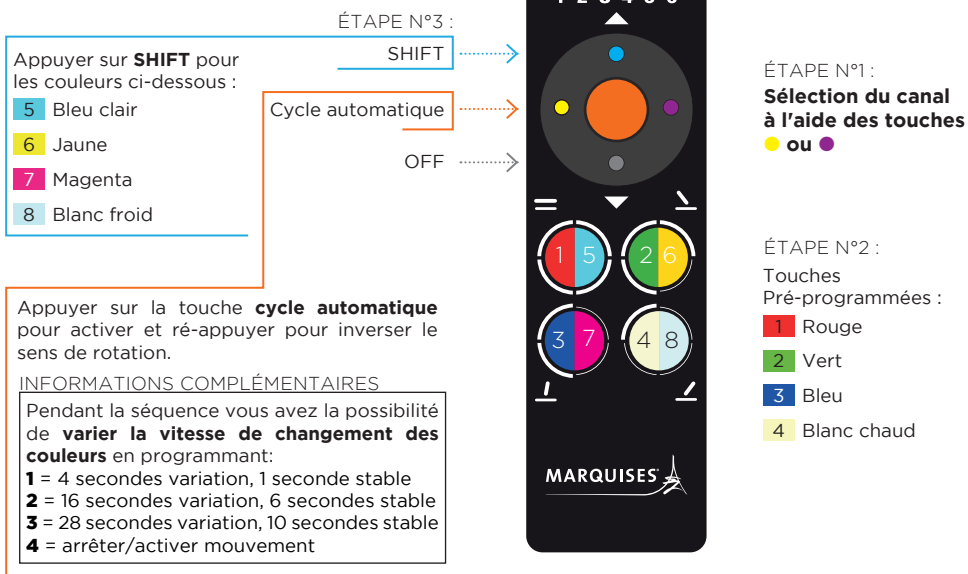 1 2 3 4 5 6
ÉTAPE N°3 :
SHIFT
Cycle automatique
OFF
Appuyer sur SHIFT pour
les couleurs ci-dessous :
5 Bleu clair
6 Jaune
7 Magenta
8 Blanc froid
Appuyer sur la touche cycle automatique
pour activer et ré-appuyer pour inverser le
sens de rotation.
INFORMATIONS COMPLÉMENTAIRES
Pendant la séquence vous avez la possibilité
de varier la vitesse de changement des
couleurs en programmant:
1 = 4 secondes variation, 1 seconde stable
2 = 16 secondes variation, 6 secondes stable
3 = 28 secondes variation, 10 secondes stable
4 = arrêter/activer mouvement
1 5 2 6
3 7 4 8
MARQUISES
ÉTAPE N°1 :
Sélection du canal
à l'aide des touches
ou
ÉTAPE N°2 :
Touches
Pré-programmées :
1 Rouge
2 Vert
3 Bleu
4 Blanc chaud